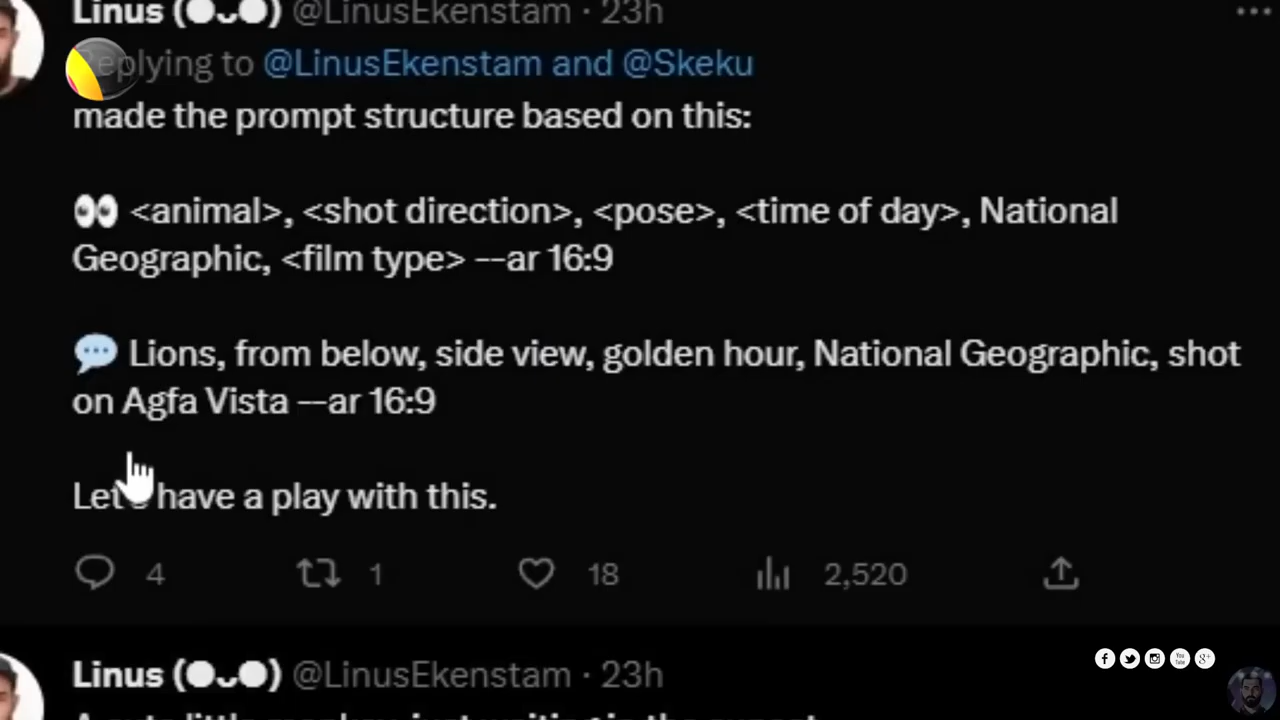 Linus (●ᴗ●) @LinusEkenstam · 23h
Replying to @LinusEkenstam and @Skeku
made the prompt structure based on this:
👀 <animal>, <shot direction>, <pose>, <time of day>, National
Geographic, <film type> --ar 16:9
💬 Lions, from below, side view, golden hour, National Geographic, shot
on Agfa Vista --ar 16:9
Let's have a play with this.
4 1 18 2,520
Linus (●ᴗ●) @LinusEkenstam · 23h